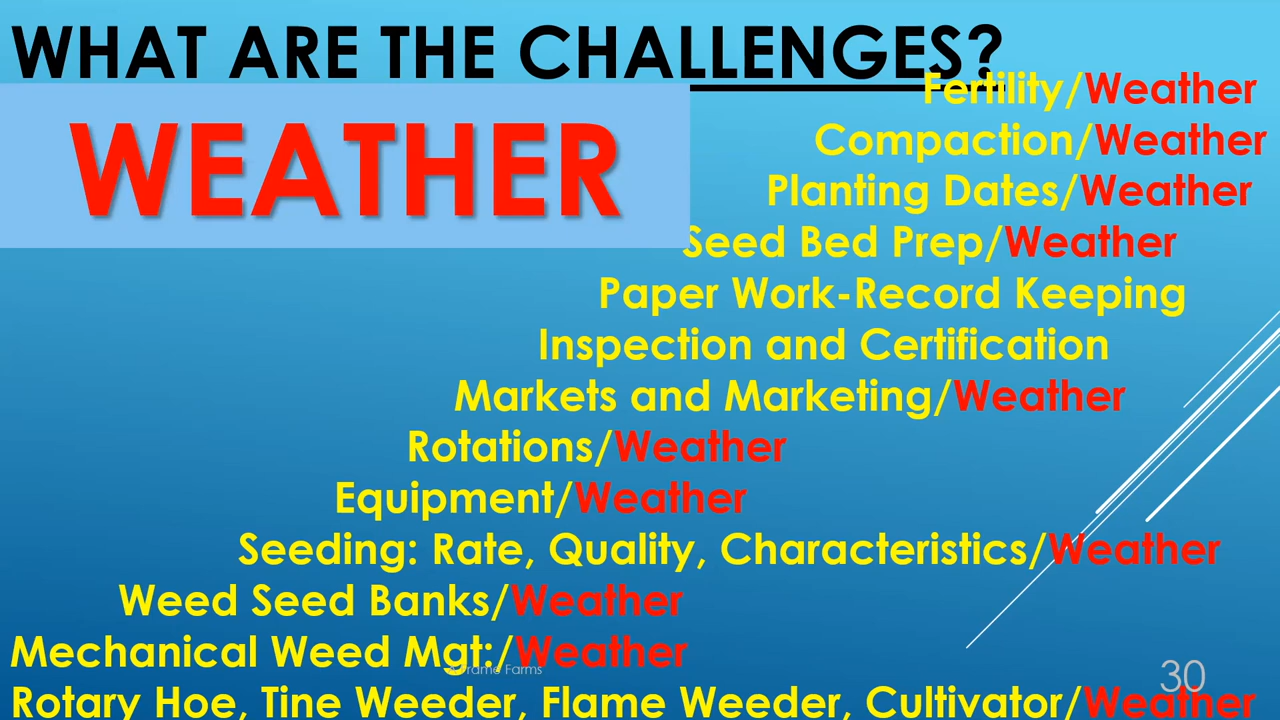 WHAT ARE THE CHALLENGES?
WEATHER
Fertility/Weather
Compaction/Weather
Planting Dates/Weather
Seed Bed Prep/Weather
Paper Work-Record Keeping
Inspection and Certification
Markets and Marketing/Weather
Rotations/Weather
Equipment/Weather
Seeding: Rate, Quality, Characteristics/Weather
Weed Seed Banks/Weather
Mechanical Weed Mgt:/Weather
Frame Farms
30
Rotary Hoe, Tine Weeder, Flame Weeder, Cultivator/Weather